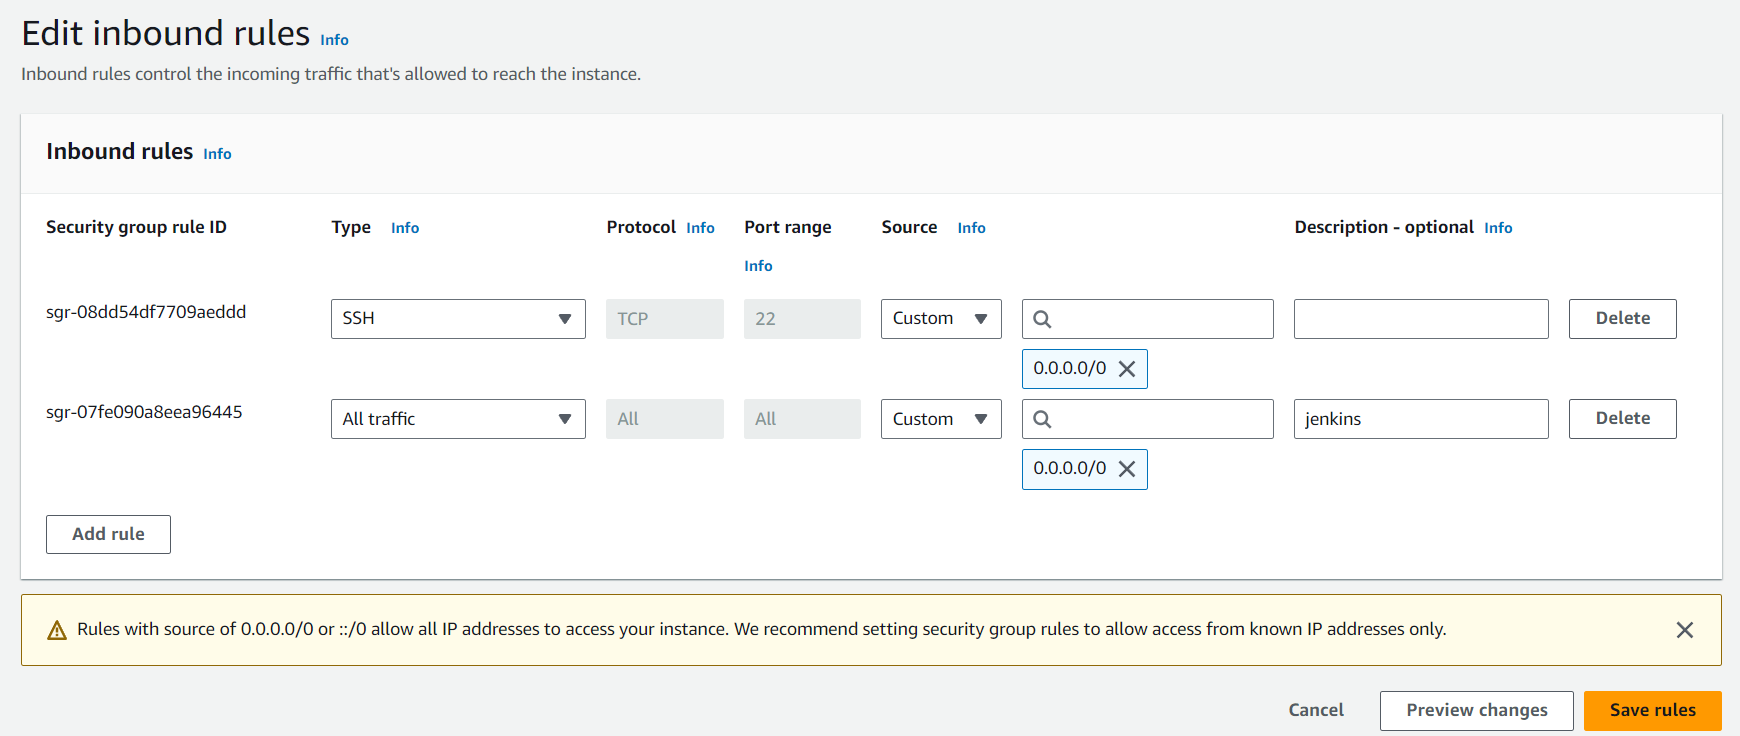 Edit inbound rules Info
Inbound rules control the incoming traffic that's allowed to reach the instance.
Inbound rules Info
Security group rule ID Type Info Protocol Info Port range Info Source Info Description - optional Info
sgr-08dd54df7709aeddd SSH TCP 22 Custom Delete
0.0.0.0/0
sgr-07fe090a8eea96445 All traffic All All Custom jenkins Delete
0.0.0.0/0
Add rule
Rules with source of 0.0.0.0/0 or ::/0 allow all IP addresses to access your instance. We recommend setting security group rules to allow access from known IP addresses only.
Cancel Preview changes Save rules